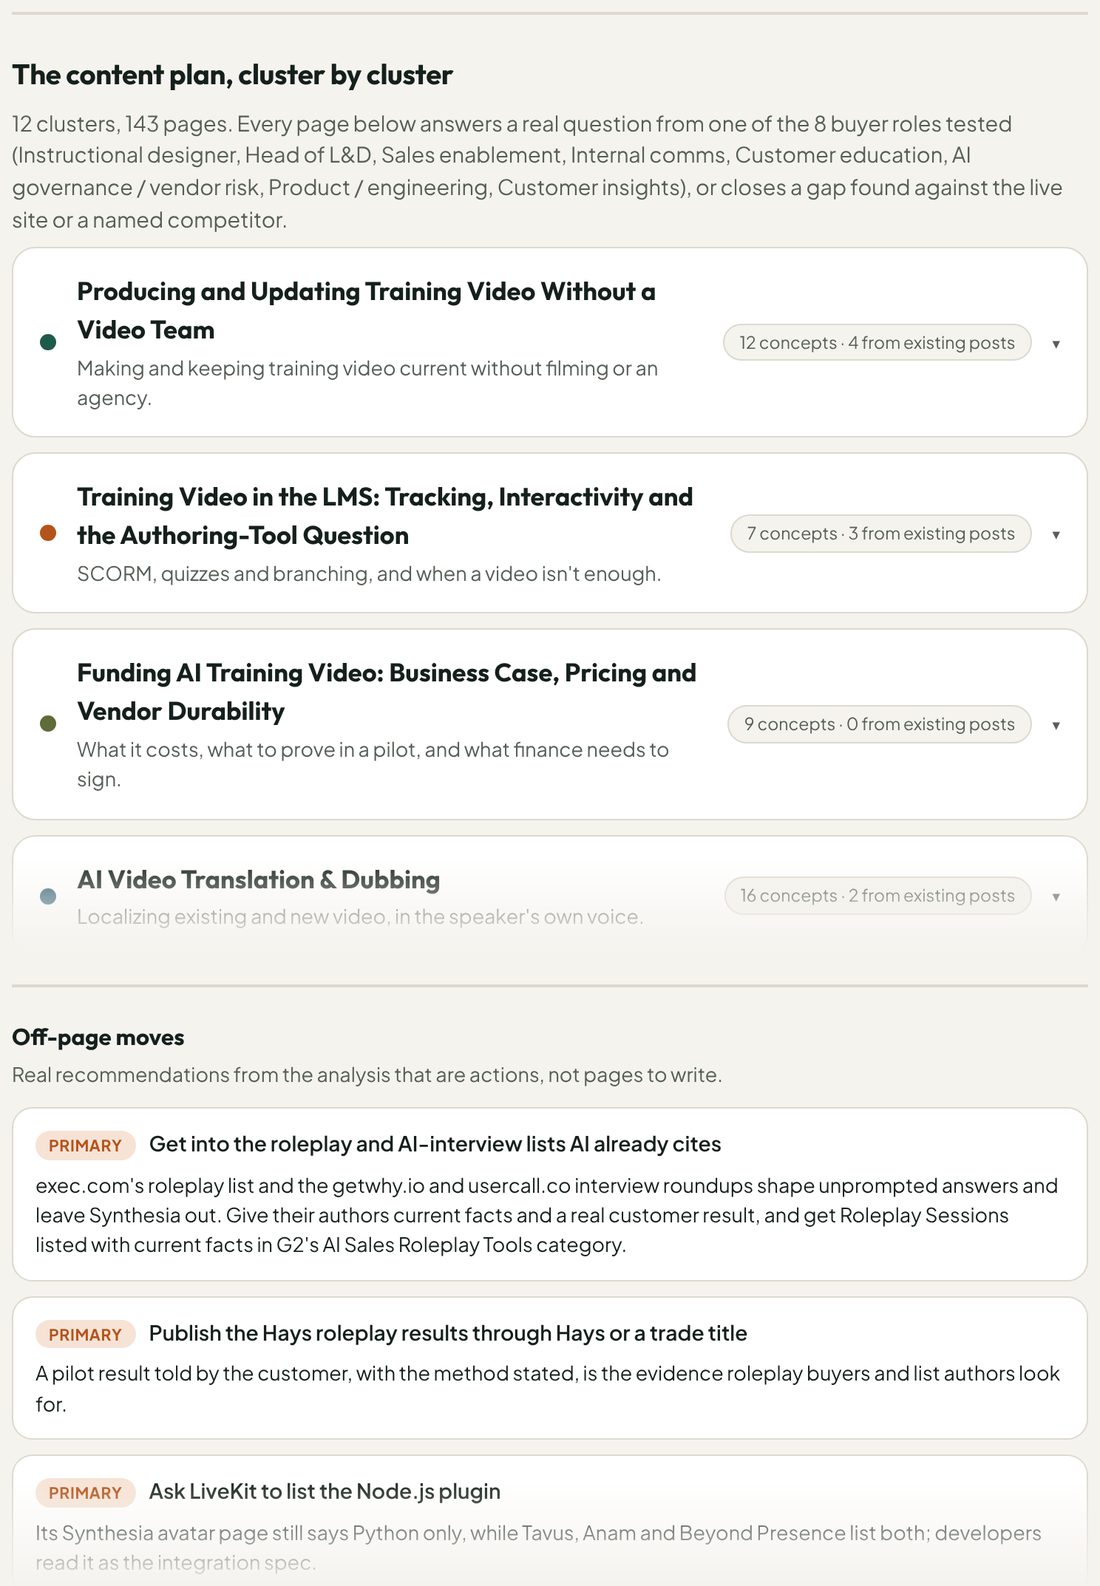 The content plan, cluster by cluster
12 clusters, 143 pages. Every page below answers a real question from one of the 8 buyer roles tested
(Instructional designer, Head of L&D, Sales enablement, Internal comms, Customer education, AI
governance / vendor risk, Product / engineering, Customer insights), or closes a gap found against the live
site or a named competitor.
Producing and Updating Training Video Without a
Video Team
Making and keeping training video current without filming or an
agency.
12 concepts · 4 from existing posts
Training Video in the LMS: Tracking, Interactivity and
the Authoring-Tool Question
SCORM, quizzes and branching, and when a video isn't enough.
7 concepts · 3 from existing posts
Funding AI Training Video: Business Case, Pricing and
Vendor Durability
What it costs, what to prove in a pilot, and what finance needs to
sign.
9 concepts · 0 from existing posts
AI Video Translation & Dubbing
Localizing existing and new video, in the speaker's own voice.
16 concepts · 2 from existing posts
Off-page moves
Real recommendations from the analysis that are actions, not pages to write.
PRIMARY Get into the roleplay and AI-interview lists AI already cites
exec.com's roleplay list and the getwhy.io and usercall.co interview roundups shape unprompted answers and
leave Synthesia out. Give their authors current facts and a real customer result, and get Roleplay Sessions
listed with current facts in G2's AI Sales Roleplay Tools category.
PRIMARY Publish the Hays roleplay results through Hays or a trade title
A pilot result told by the customer, with the method stated, is the evidence roleplay buyers and list authors look
for.
PRIMARY Ask LiveKit to list the Node.js plugin
Its Synthesia avatar page still says Python only, while Tavus, Anam and Beyond Presence list both; developers
read it as the integration spec.